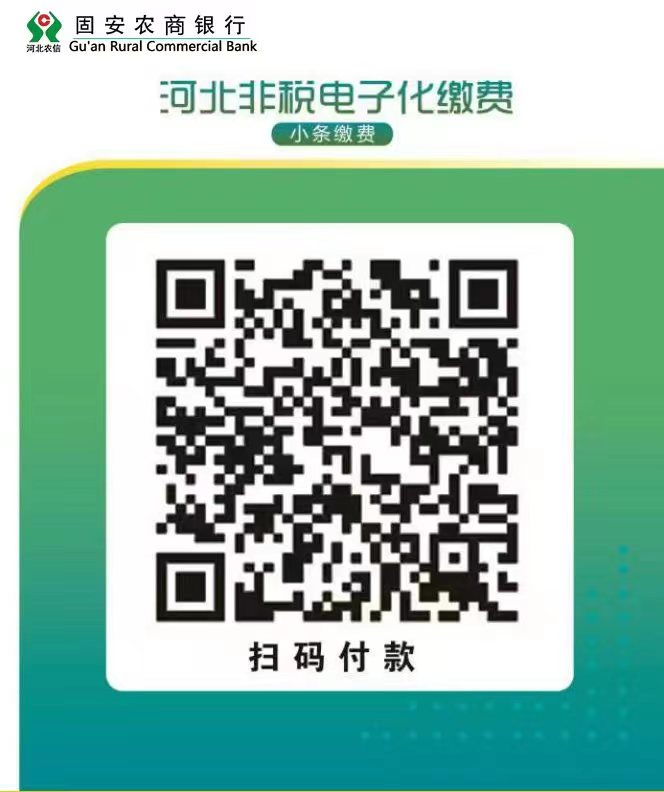 固安农商银行
河北农信
Gu'an Rural Commercial Bank
河北非税电子化缴费
小条缴费
扫码付款